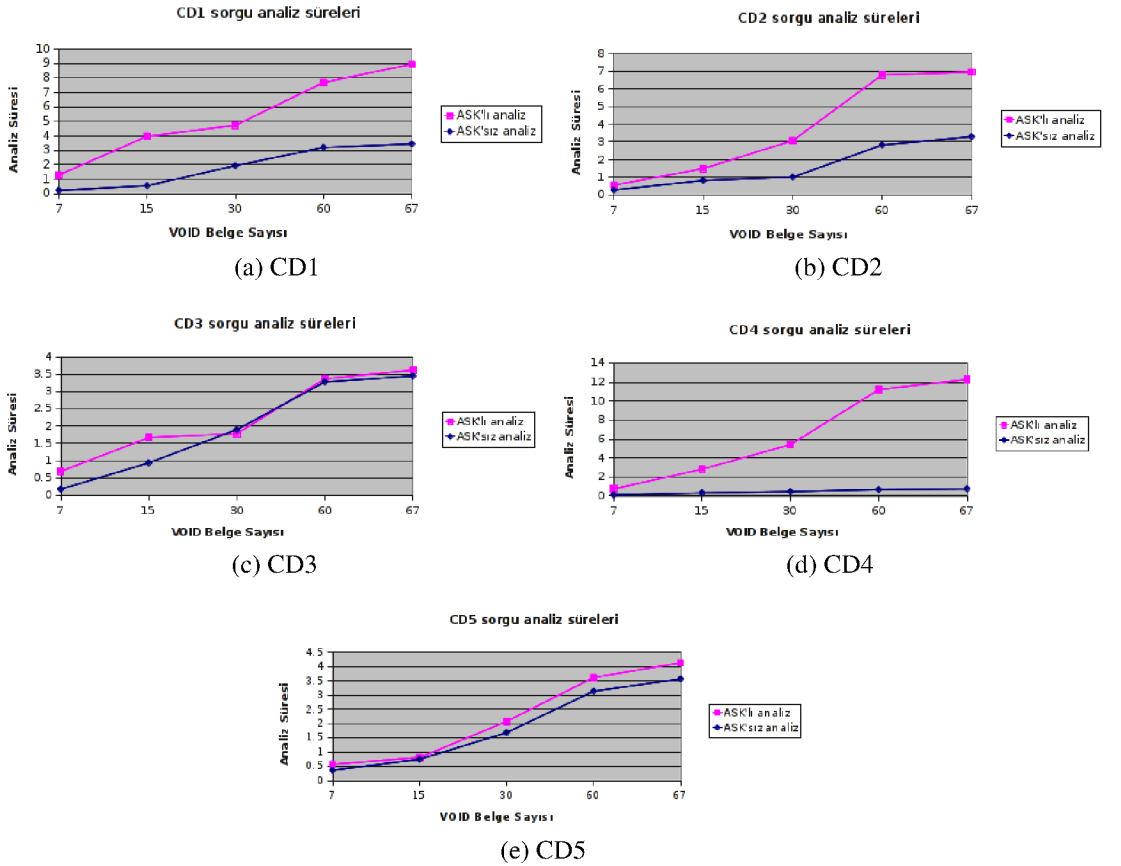 CD1 sorgu analiz süreleri
10
9
8
7
6
5
4
3
2
1
0
Analiz Süresi
7 15 30 60 67
VOID Belge Sayısı
ASK'lı analiz
ASK'sız analiz
(a) CD1
CD2 sorgu analiz süreleri
8
7
6
5
4
3
2
1
0
Analiz Süresi
7 15 30 60 67
VOID Belge Sayısı
ASK'lı analiz
ASK'sız analiz
(b) CD2
CD3 sorgu analiz süreleri
4
3.5
3
2.5
2
1.5
1
0.5
0
Analiz Süresi
7 15 30 60 67
VOID Belge Sayısı
ASK'lı analiz
ASK'sız analiz
(c) CD3
CD4 sorgu analiz süreleri
14
12
10
8
6
4
2
0
Analiz Süresi
7 15 30 60 67
VOID Belge Sayısı
ASK'lı analiz
ASK'sız analiz
(d) CD4
CD5 sorgu analiz süreleri
4.5
4
3.5
3
2.5
2
1.5
1
0.5
0
Analiz Süresi
7 15 30 60 67
VOID Belge Sayısı
ASK'lı analiz
ASK'sız analiz
(e) CD5